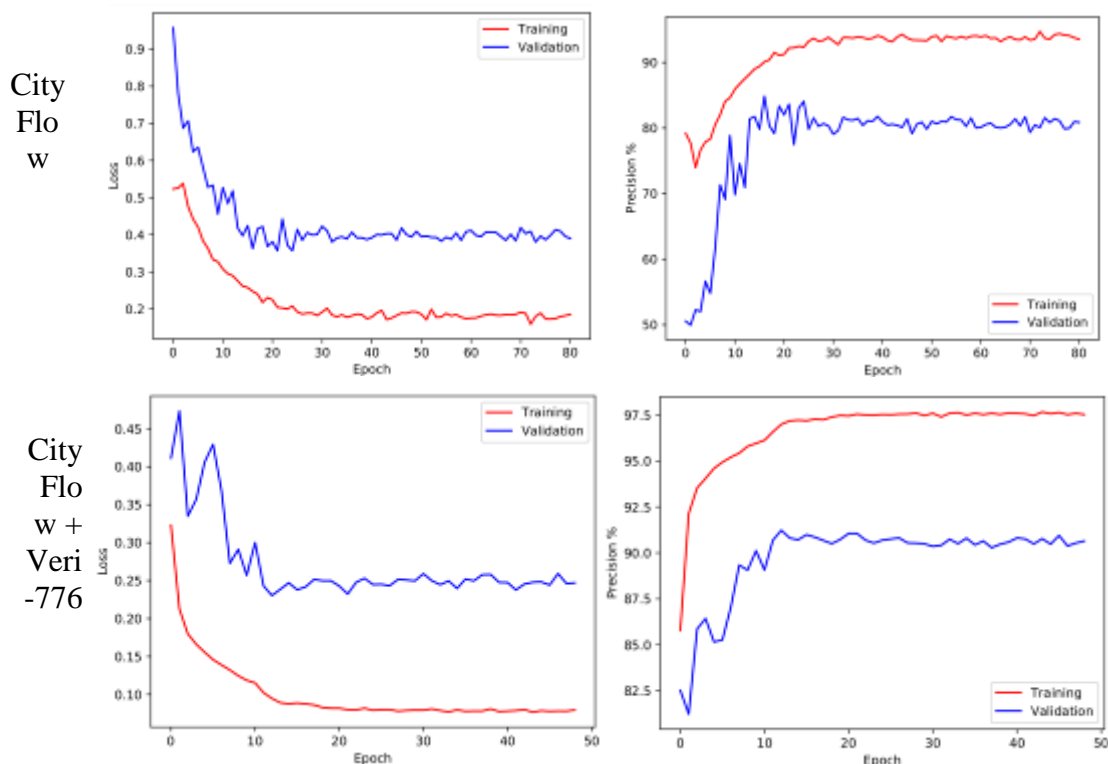 City
Flo
w
0.9
0.8
0.7
0.6
0.5
0.4
0.3
0.2
Loss
0 10 20 30 40 50 60 70 80
Epoch
Training
Validation
90
80
70
60
50
Precision %
0 10 20 30 40 50 60 70 80
Epoch
Training
Validation
City
Flo
w +
Veri
-776
0.45
0.40
0.35
0.30
0.25
0.20
0.15
0.10
Loss
0 10 20 30 40 50
Epoch
Training
Validation
97.5
95.0
92.5
90.0
87.5
85.0
82.5
Precision %
0 10 20 30 40 50
Epoch
Training
Validation